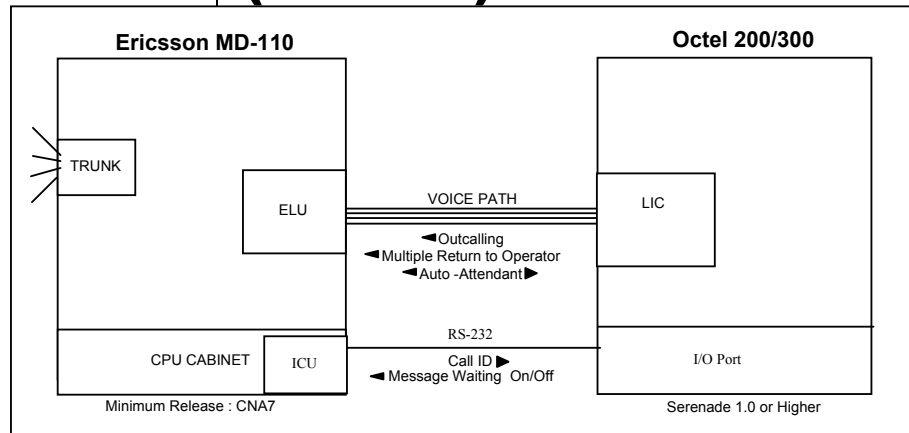 Ericsson MD-110
Octel 200/300
TRUNK
ELU
VOICE PATH
LIC
Outcalling
Multiple Return to Operator
Auto -Attendant
RS-232
CPU CABINET
ICU
Call ID
Message Waiting On/Off
I/O Port
Minimum Release : CNA7
Serenade 1.0 or Higher